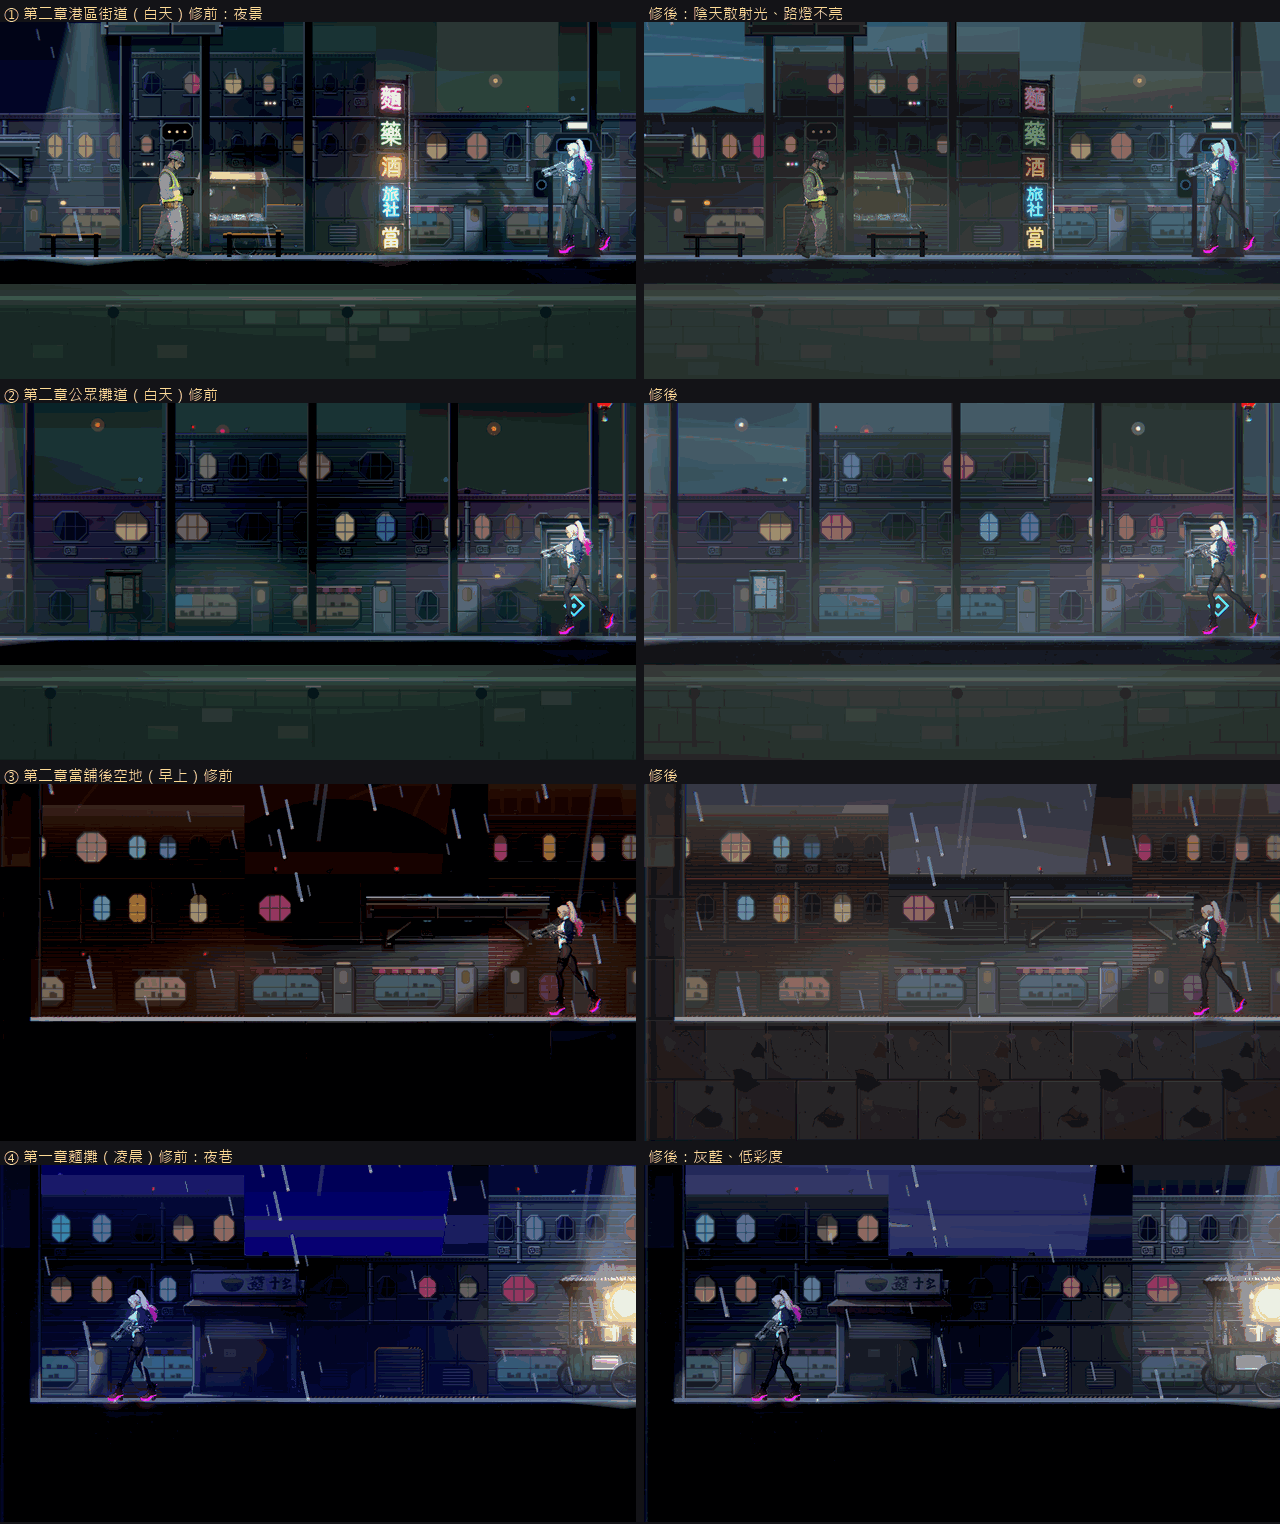 ① 第二章港區街道（白天）修前：夜景
修後：陰天散射光、路燈不亮
麵
藥
酒
旅社
當
麵
藥
酒
旅社
當
② 第二章公眾攤道（白天）修前
修後
③ 第二章當舖後空地（早上）修前
修後
④ 第一章麵攤（凌晨）修前：夜巷
修後：灰藍、低彩度